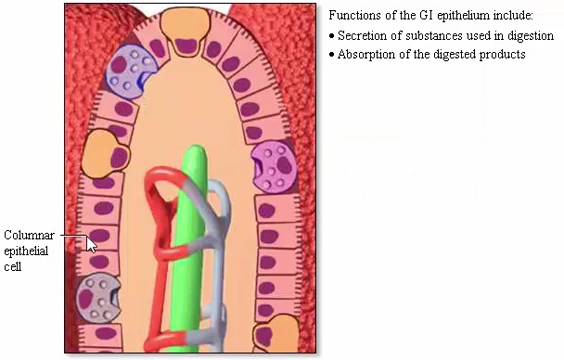 Functions of the GI epithelium include:
• Secretion of substances used in digestion
• Absorption of the digested products
Columnar
epithelial
cell